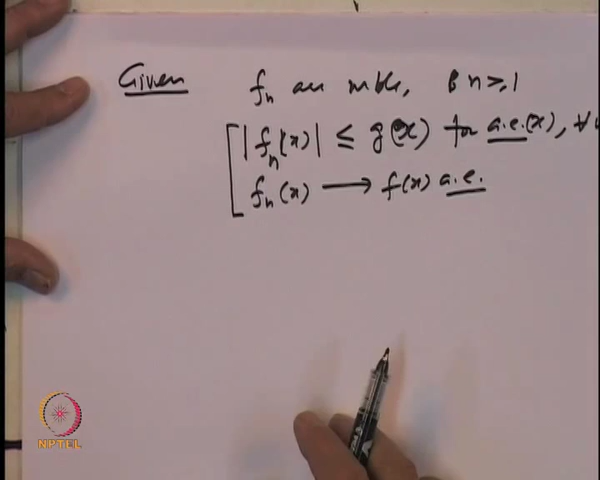 Given fn are mble, ∀ n ≥ 1
|fn(x)| ≤ g(x) for a.e.(x), ∀
fn(x) ⟶ f(x) a.e.
NPTEL